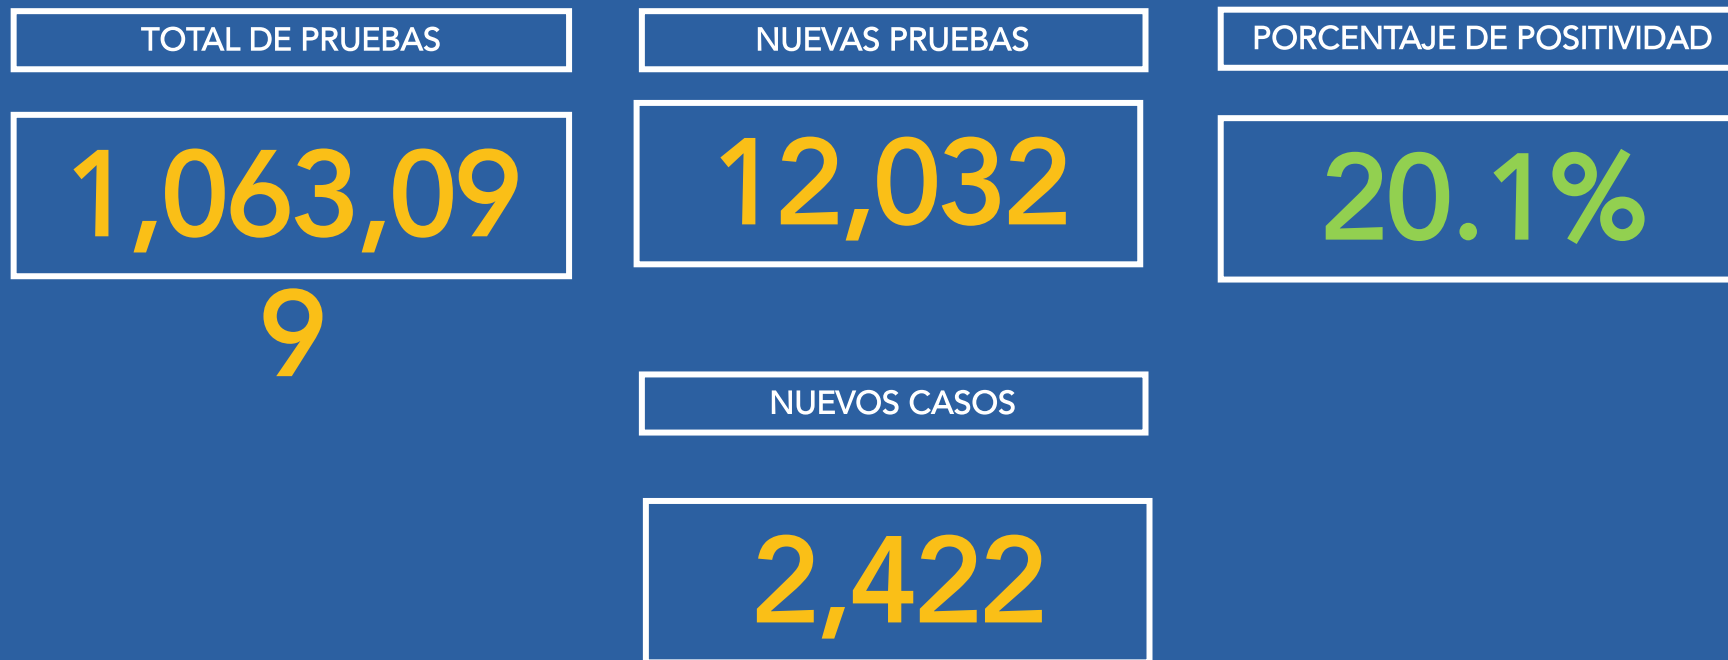 TOTAL DE PRUEBAS
1,063,09
9
NUEVAS PRUEBAS
12,032
PORCENTAJE DE POSITIVIDAD
20.1%
NUEVOS CASOS
2,422